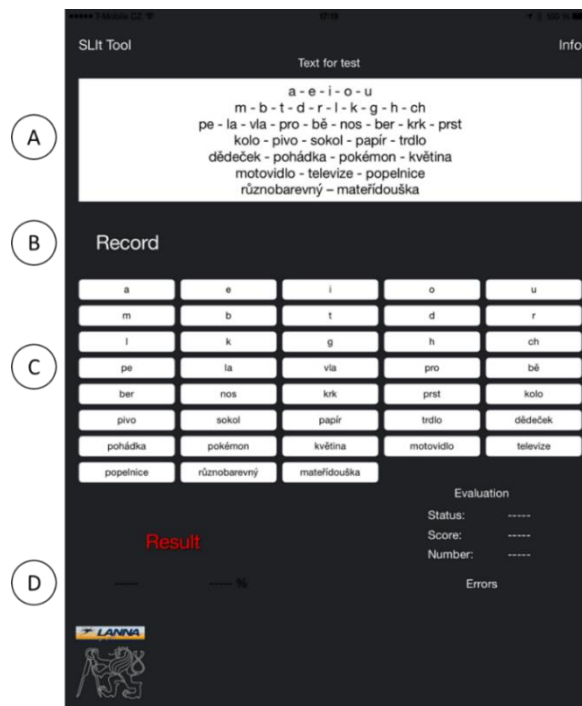 T-Mobile CZ 17:19 100 %
SLIt Tool Info
Text for test
a - e - i - o - u
m - b - t - d - r - l - k - g - h - ch
pe - la - vla - pro - bě - nos - ber - krk - prst
kolo - pivo - sokol - papír - trdlo
dědeček - pohádka - pokémon - květina
motovidlo - televize - popelnice
různobarevný – mateřídouška
A
B
Record
a e i o u
m b t d r
l k g h ch
C
pe la vla pro bě
ber nos krk prst kolo
pivo sokol papír trdlo dědeček
pohádka pokémon květina motovidlo televize
popelnice různobarevný mateřídouška
Evaluation
Status: -----
Score: -----
Number: -----
Result
D
----- ----- %
Errors
LANNA